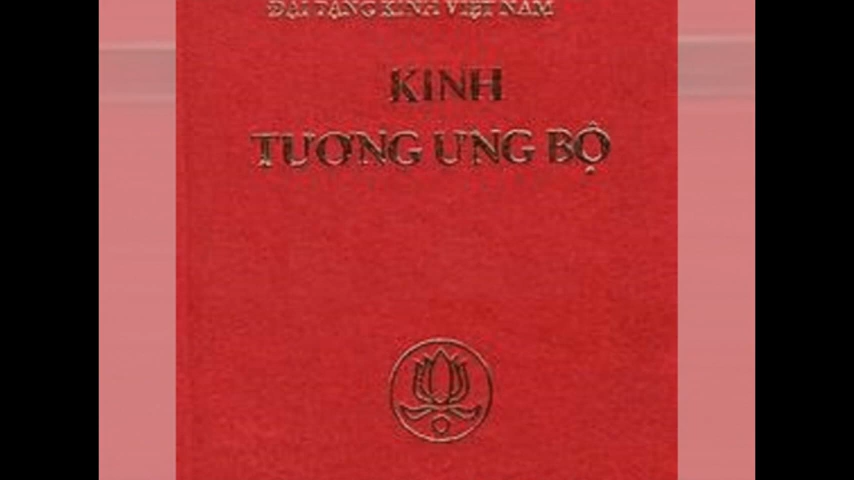 ĐẠI TẠNG KINH VIỆT NAM
KINH
TƯƠNG ƯNG BỘ